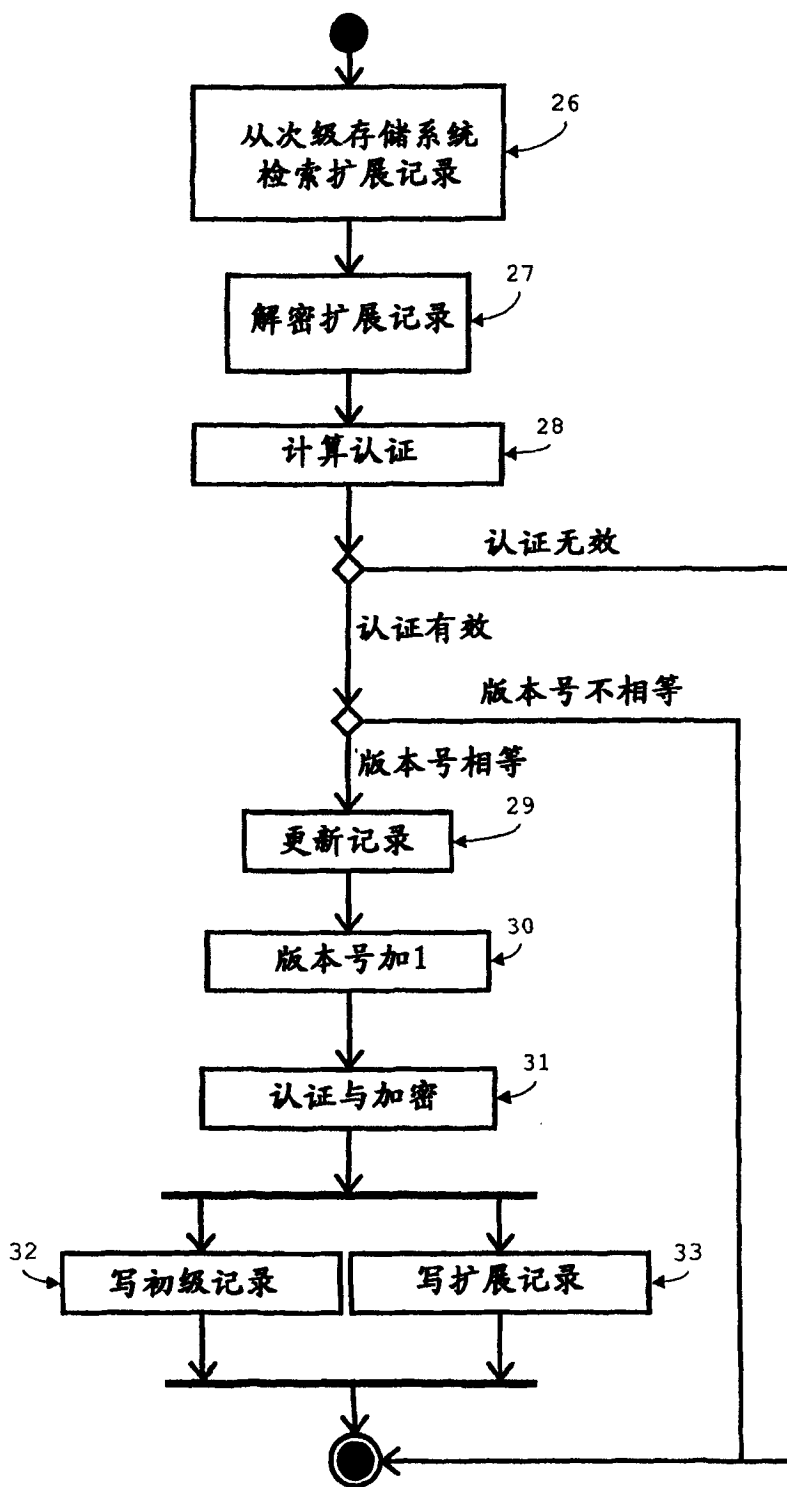 26
从次级存储系统
检索扩展记录
27
解密扩展记录
28
计算认证
认证无效
认证有效
版本号不相等
版本号相等
29
更新记录
30
版本号加1
31
认证与加密
32
写初级记录
33
写扩展记录